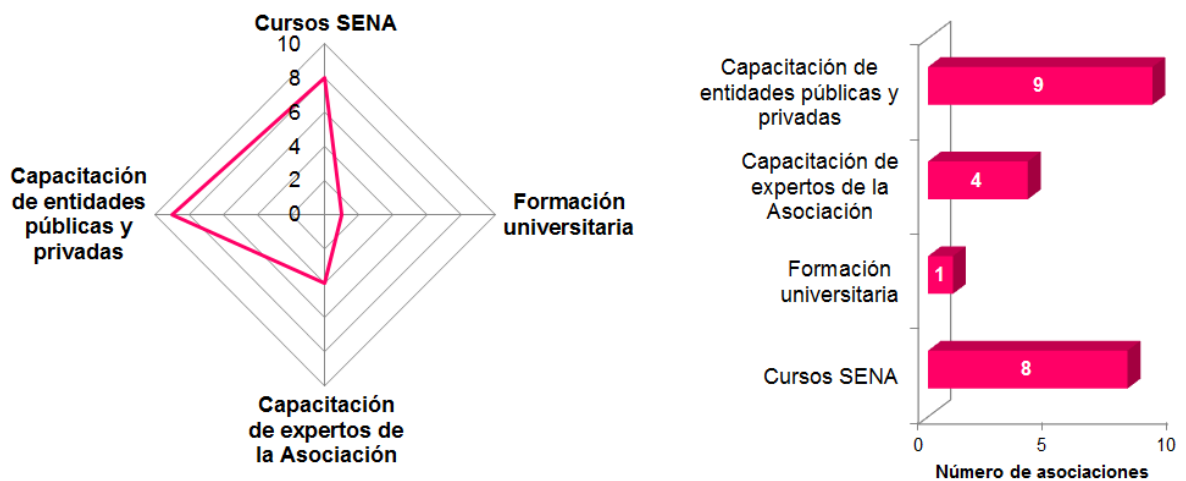 Cursos SENA
10
8
6
4
2
0
Capacitación
de entidades
públicas y
privadas
Formación
universitaria
Capacitación
de expertos de
la Asociación
Capacitación de
entidades públicas y
privadas
9
Capacitación de
expertos de la
Asociación
4
Formación
universitaria
1
Cursos SENA
8
0 5 10
Número de asociaciones